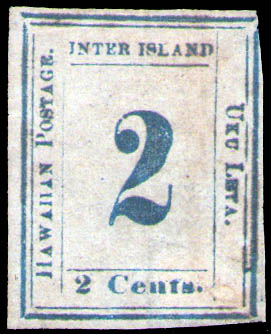 INTER ISLAND
HAWAIIAN POSTAGE.
2
UKU LETA.
2 Cents.